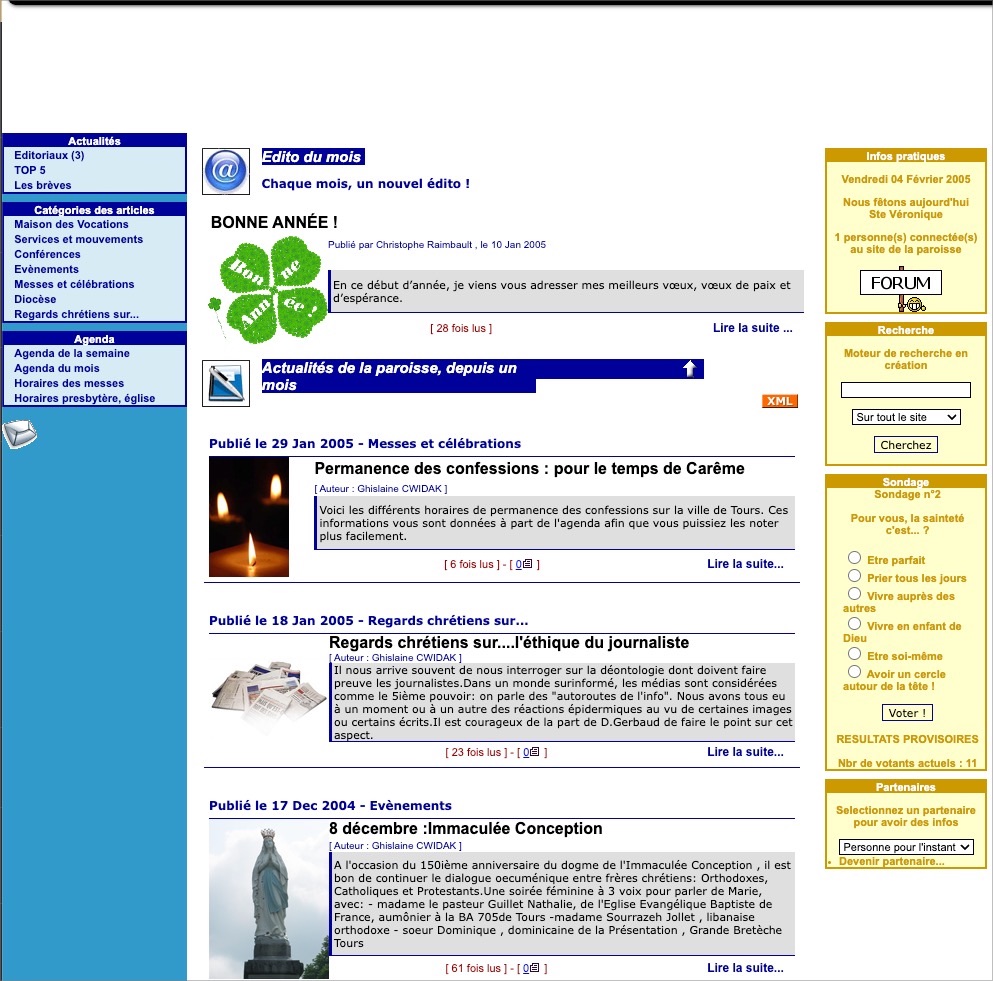 Actualités
Editoriaux (3)
TOP 5
Les brèves
Catégories des articles
Maison des Vocations
Services et mouvements
Conférences
Evènements
Messes et célébrations
Diocèse
Regards chrétiens sur...
Agenda
Agenda de la semaine
Agenda du mois
Horaires des messes
Horaires presbytère, église
@
Edito du mois
Chaque mois, un nouvel édito !
BONNE ANNÉE !
Bon ne
Ann ée !
Publié par Christophe Raimbault , le 10 Jan 2005
En ce début d’année, je viens vous adresser mes meilleurs vœux, vœux de paix et
d’espérance.
[ 28 fois lus ]
Lire la suite ...
Actualités de la paroisse, depuis un
mois
XML
Publié le 29 Jan 2005 - Messes et célébrations
Permanence des confessions : pour le temps de Carême
[ Auteur : Ghislaine CWIDAK ]
Voici les différents horaires de permanence des confessions sur la ville de Tours. Ces
informations vous sont données à part de l'agenda afin que vous puissiez les noter
plus facilement.
[ 6 fois lus ] - [ 0 ]
Lire la suite...
Publié le 18 Jan 2005 - Regards chrétiens sur...
Regards chrétiens sur....l'éthique du journaliste
[ Auteur : Ghislaine CWIDAK ]
Il nous arrive souvent de nous interroger sur la déontologie dont doivent faire
preuve les journalistes.Dans un monde surinformé, les médias sont considérées
comme le 5ième pouvoir: on parle des "autoroutes de l'info". Nous avons tous eu
à un moment ou à un autre des réactions épidermiques au vu de certaines images
ou certains écrits.Il est courageux de la part de D.Gerbaud de faire le point sur cet
aspect.
[ 23 fois lus ] - [ 0 ]
Lire la suite...
Publié le 17 Dec 2004 - Evènements
8 décembre :Immaculée Conception
[ Auteur : Ghislaine CWIDAK ]
A l'occasion du 150ième anniversaire du dogme de l'Immaculée Conception , il est
bon de continuer le dialogue oecuménique entre frères chrétiens: Orthodoxes,
Catholiques et Protestants.Une soirée féminine à 3 voix pour parler de Marie,
avec: - madame le pasteur Guillet Nathalie, de l'Eglise Evangélique Baptiste de
France, aumônier à la BA 705de Tours -madame Sourrazeh Jollet , libanaise
orthodoxe - soeur Dominique , dominicaine de la Présentation , Grande Bretèche
Tours
[ 61 fois lus ] - [ 0 ]
Lire la suite...
Infos pratiques
Vendredi 04 Février 2005
Nous fêtons aujourd'hui
Ste Véronique
1 personne(s) connectée(s)
au site de la paroisse
FORUM
Recherche
Moteur de recherche en
création
Sur tout le site
Cherchez
Sondage
Sondage n°2
Pour vous, la sainteté
c'est... ?
Etre parfait
Prier tous les jours
Vivre auprès des
autres
Vivre en enfant de
Dieu
Etre soi-même
Avoir un cercle
autour de la tête !
Voter !
RESULTATS PROVISOIRES
Nbr de votants actuels : 11
Partenaires
Selectionnez un partenaire
pour avoir des infos
Personne pour l'instant
Devenir partenaire...